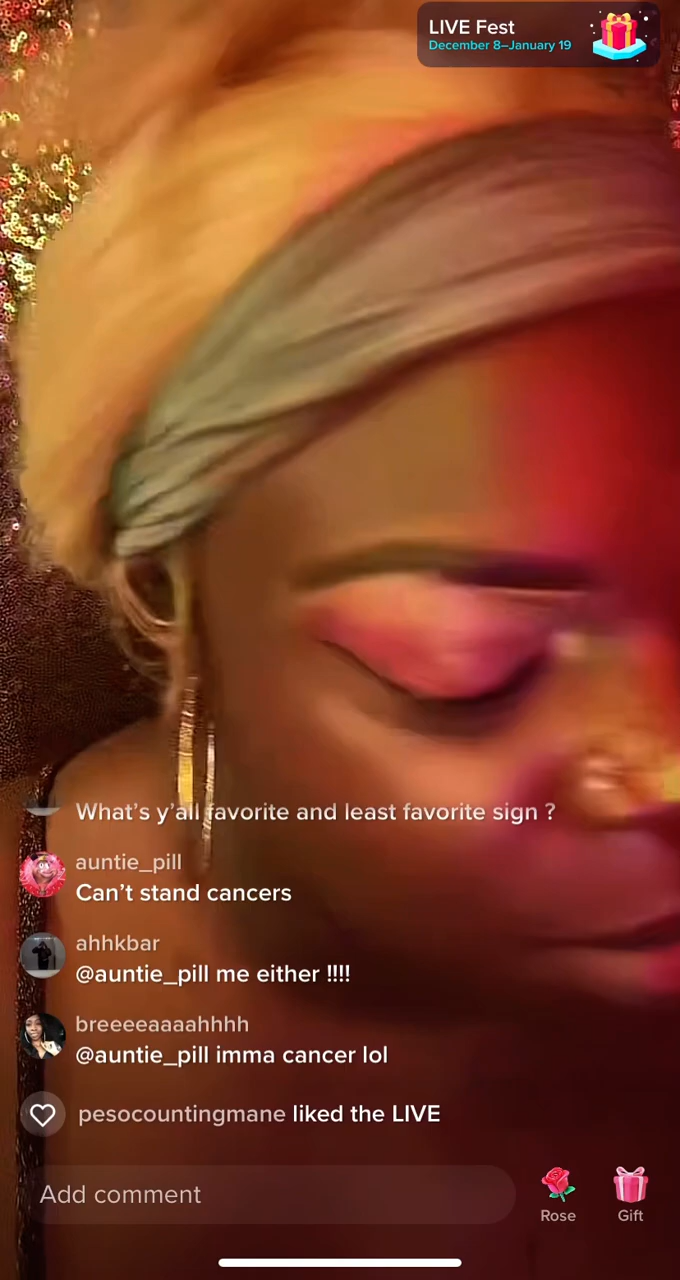 LIVE Fest
December 8–January 19
What's y'all favorite and least favorite sign ?
auntie_pill
Can't stand cancers
ahhkbar
@auntie_pill me either !!!!
breeeeaaaahhhh
@auntie_pill imma cancer lol
pesocountingmane liked the LIVE
Add comment
Rose
Gift